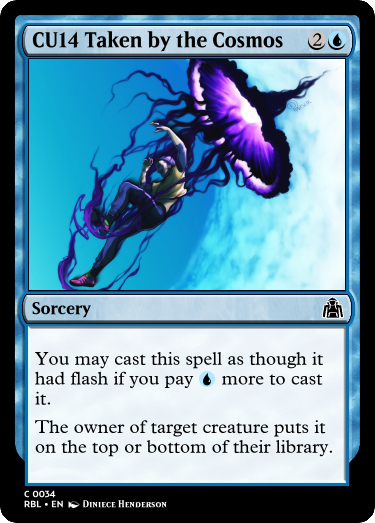 CU14 Taken by the Cosmos 2
Sorcery
You may cast this spell as though it
had flash if you pay more to cast
it.
The owner of target creature puts it
on the top or bottom of their library.
C 0034
RBL • EN Diniece Henderson